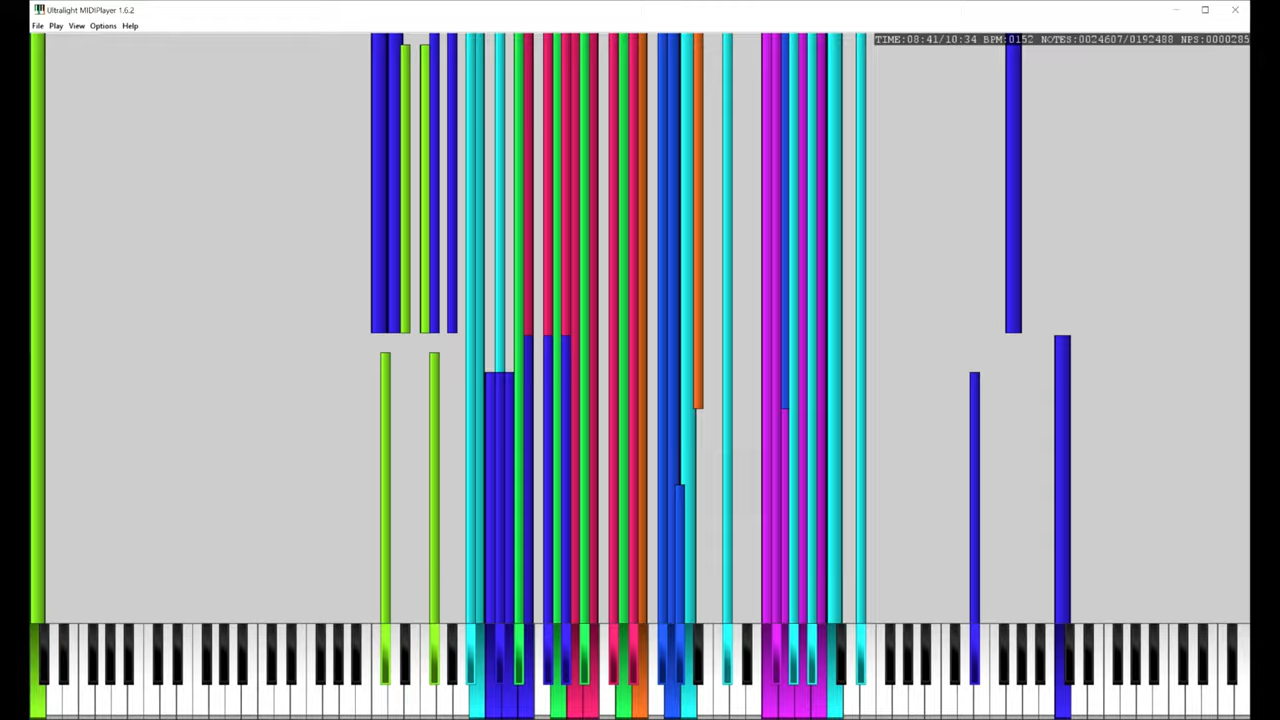 Ultralight MIDIPlayer 1.6.2
File Play View Options Help
TIME:08:41/10:34 BPM:0152 NOTES:0024607/0192488 NPS:0000285